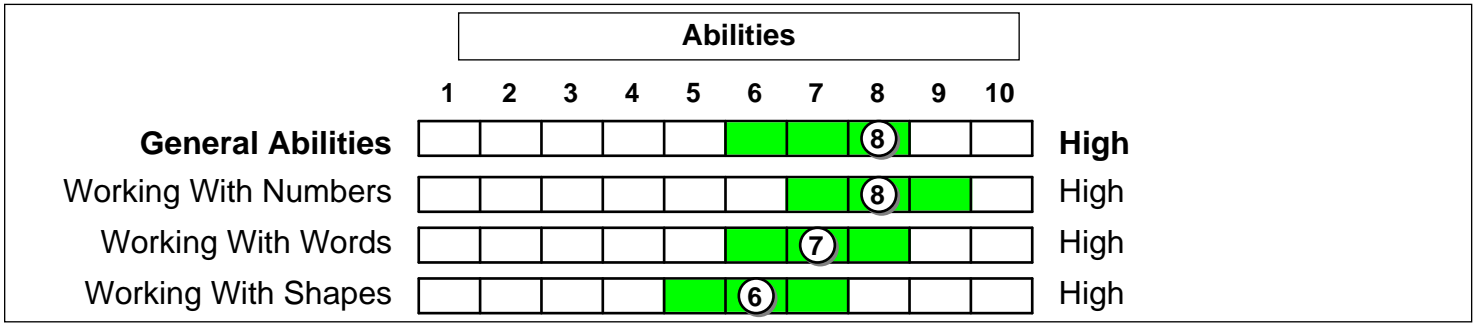 Abilities
1 2 3 4 5 6 7 8 9 10
General Abilities 8 High
Working With Numbers 8 High
Working With Words 7 High
Working With Shapes 6 High